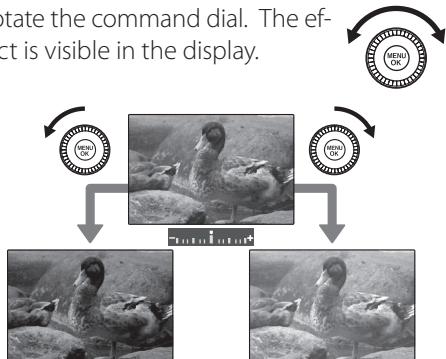 otate the command dial. The ef-
ct is visible in the display.
MENU
OK
MENU
OK
MENU
OK
- i +